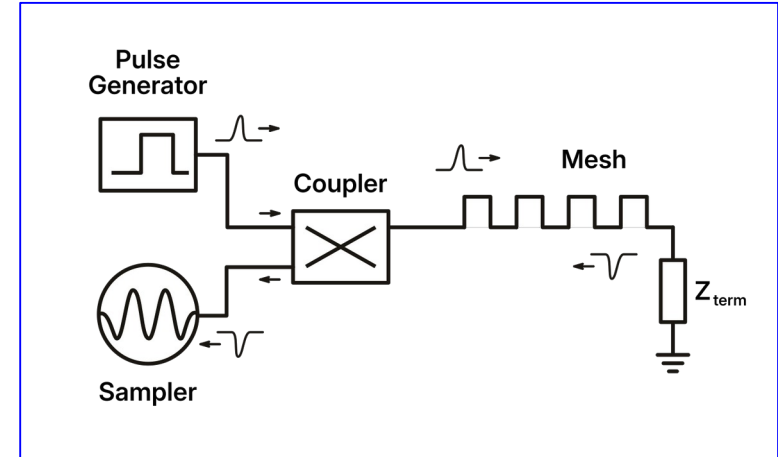 Pulse
Generator
Coupler
Mesh
Z term
Sampler